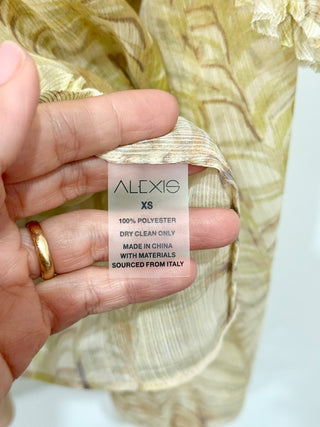 ALEXIS
XS
100% POLYESTER
DRY CLEAN ONLY
MADE IN CHINA
WITH MATERIALS
SOURCED FROM ITALY